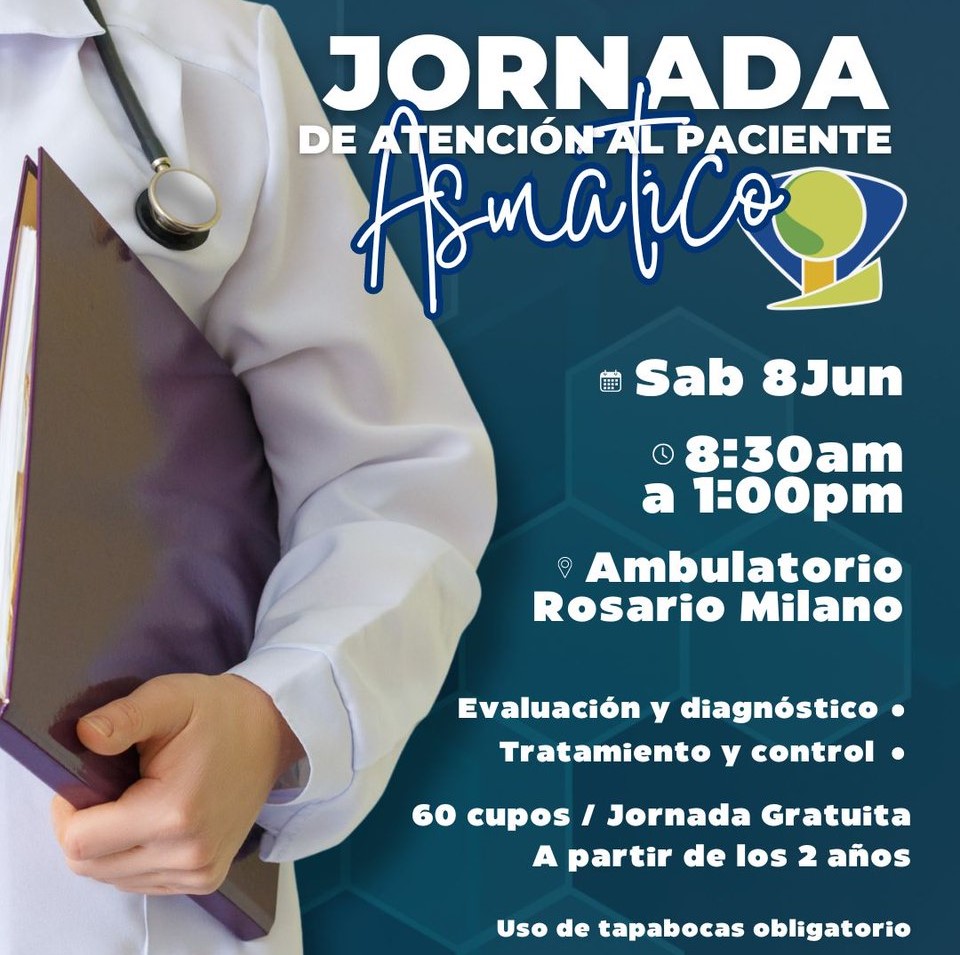 JORNADA
DE ATENCIÓN AL PACIENTE
Asmático
Sab 8Jun
8:30am
a 1:00pm
Ambulatorio
Rosario Milano
Evaluación y diagnóstico •
Tratamiento y control •
60 cupos / Jornada Gratuita
A partir de los 2 años
Uso de tapabocas obligatorio